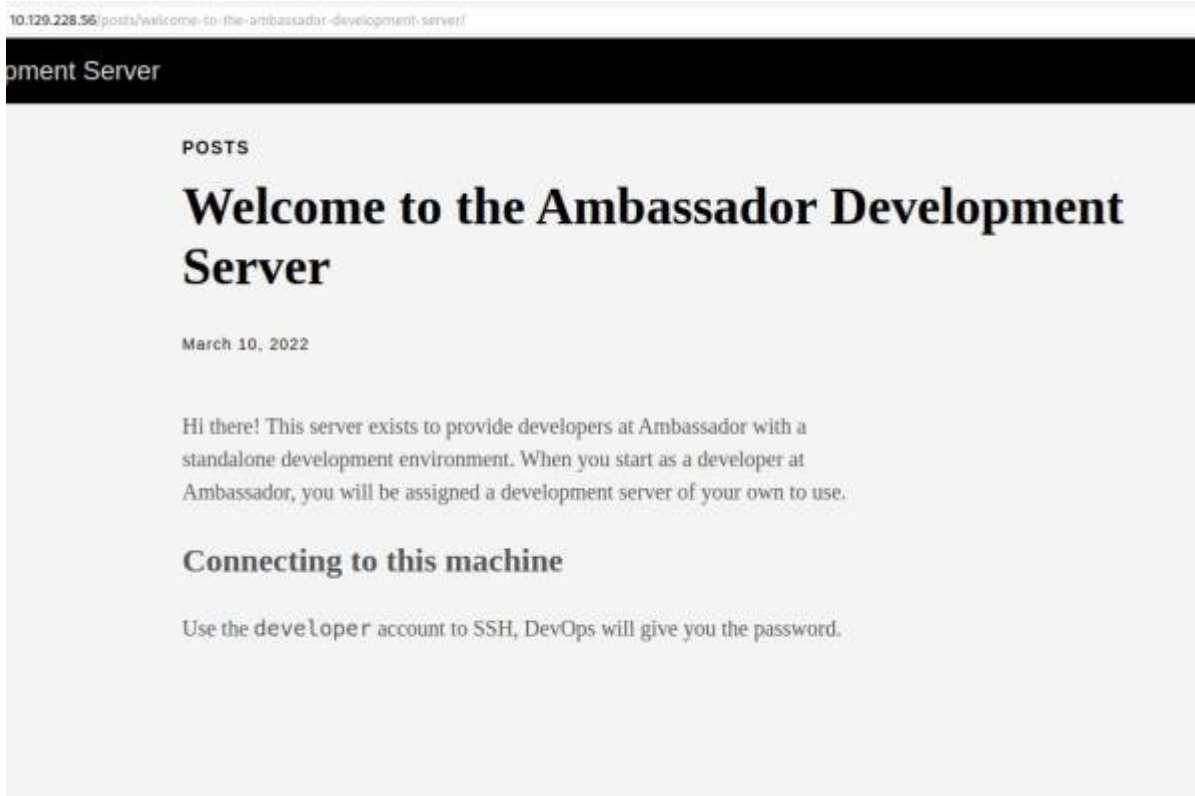 10.129.228.56/posts/welcome-to-the-ambassador-development-server/
pment Server
POSTS
Welcome to the Ambassador Development
Server
March 10, 2022
Hi there! This server exists to provide developers at Ambassador with a
standalone development environment. When you start as a developer at
Ambassador, you will be assigned a development server of your own to use.
Connecting to this machine
Use the developer account to SSH, DevOps will give you the password.